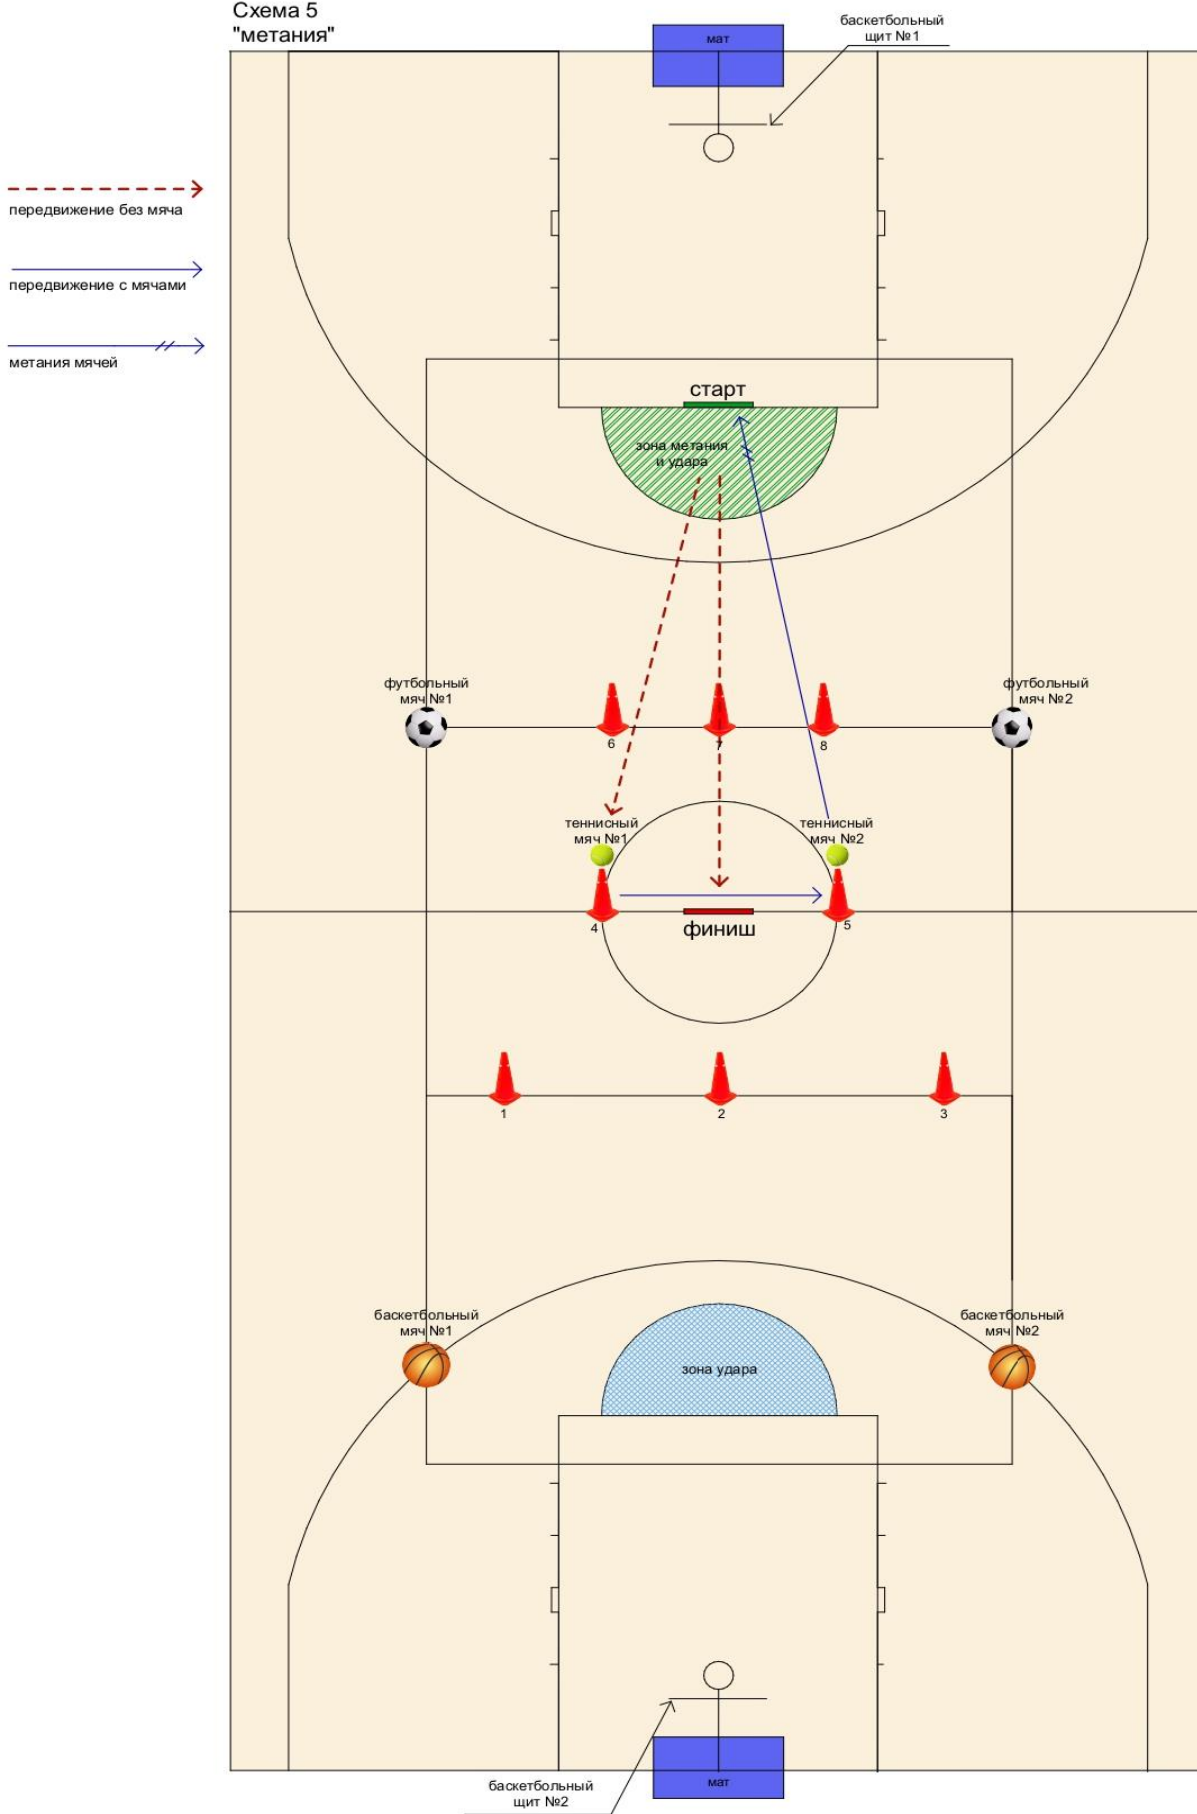 Схема 5
"метания"
баскетбольный
щит №1
мат
передвижение без мяча
передвижение с мячами
метания мячей
старт
зона метания
и удара
футбольный
мяч №1
футбольный
мяч №2
6
7
8
теннисный
мяч №1
теннисный
мяч №2
4
финиш
5
1
2
3
баскетбольный
мяч №1
баскетбольный
мяч №2
зона удара
мат
баскетбольный
щит №2